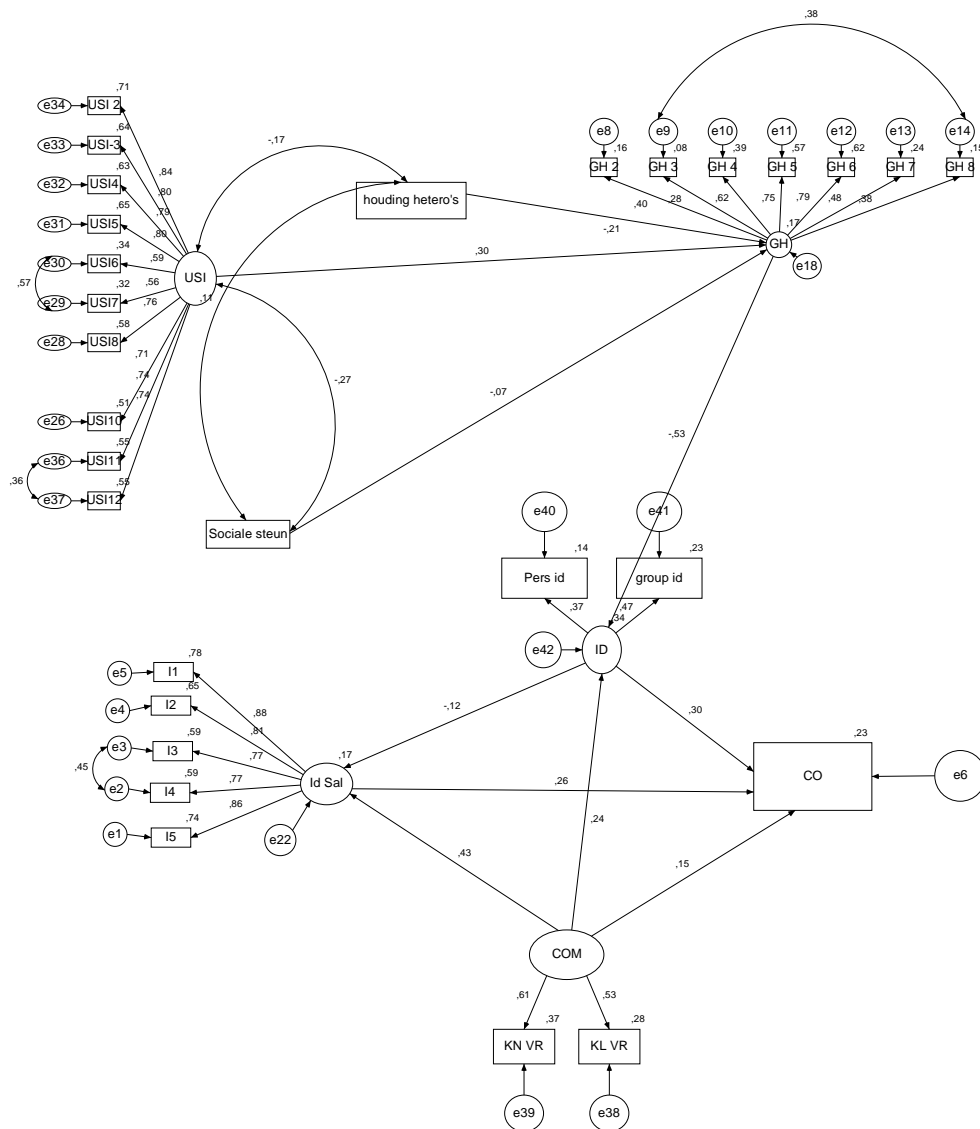 ,38
e34
USI 2
,71
e33
USI-3
,64
e32
USI4
,63
e31
USI5
,65
e30
USI6
,34
e29
USI7
,32
e28
USI8
,58
e26
USI10
,51
e36
USI11
,55
e37
USI12
,55
,57
,36
,84
,80
,79
,80
,59
,56
,76
,71
,74
,74
USI
,11
-,17
-,27
houding hetero's
Sociale steun
,30
-,21
-,07
e8
e9
e10
e11
e12
e13
e14
,16
,08
,39
,57
,62
,24
,15
GH 2
GH 3
GH 4
GH 5
GH 6
GH 7
GH 8
,40
,28
,62
,75
,79
,48
,38
,17
GH
e18
-,53
e40
e41
,14
,23
Pers id
group id
,37
,47
,34
e42
ID
-,12
,30
e5
I1
,78
e4
I2
,65
e3
I3
,59
e2
I4
,59
e1
I5
,74
,45
,88
,81
,77
,77
,86
,17
Id Sal
e22
,26
,24
,43
,15
,23
CO
e6
COM
,61
,53
,37
,28
KN VR
KL VR
e39
e38